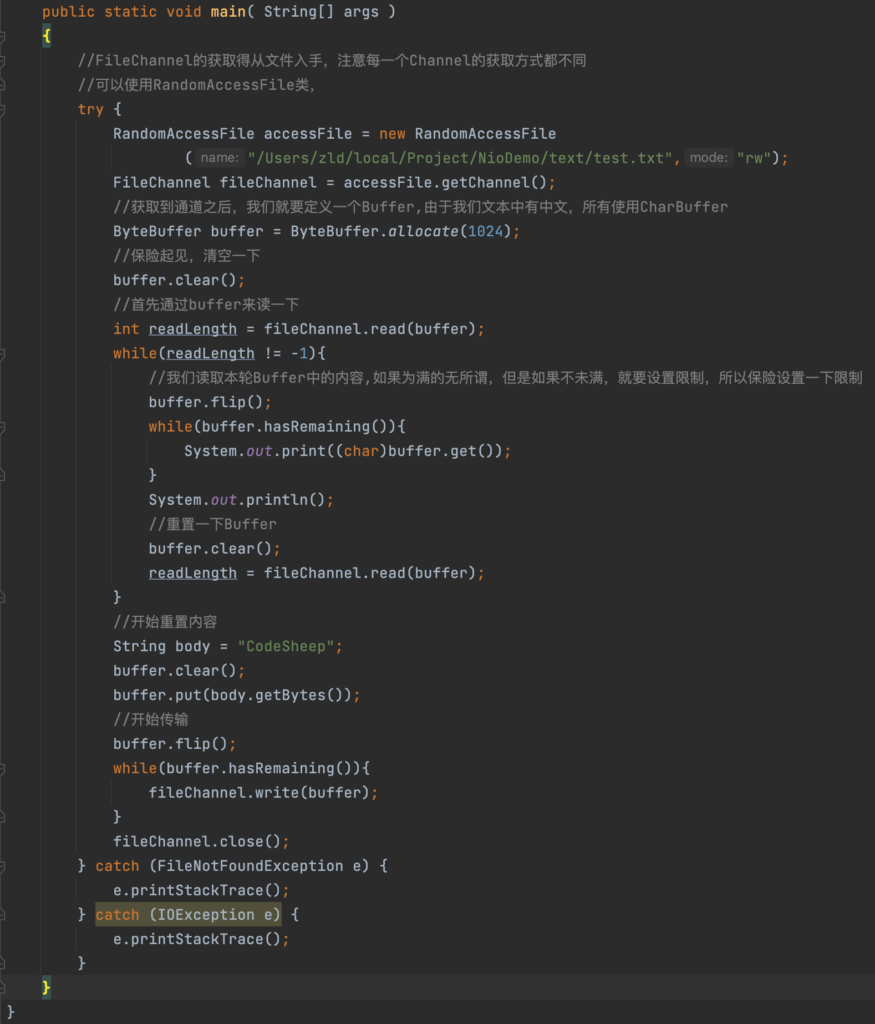 public static void main( String[] args )
{
//FileChannel的获取得从文件入手，注意每一个Channel的获取方式都不同
//可以使用RandomAccessFile类，
try {
RandomAccessFile accessFile = new RandomAccessFile
( name: "/Users/zld/local/Project/NioDemo/text/test.txt", mode: "rw");
FileChannel fileChannel = accessFile.getChannel();
//获取到通道之后，我们就要定义一个Buffer,由于我们文本中有中文，所有使用CharBuffer
ByteBuffer buffer = ByteBuffer.allocate(1024);
//保险起见，清空一下
buffer.clear();
//首先通过buffer来读一下
int readLength = fileChannel.read(buffer);
while(readLength != -1){
//我们读取本轮Buffer中的内容,如果为满的无所谓，但是如果不未满，就要设置限制，所以保险设置一下限制
buffer.flip();
while(buffer.hasRemaining()){
System.out.print((char)buffer.get());
}
System.out.println();
//重置一下Buffer
buffer.clear();
readLength = fileChannel.read(buffer);
}
//开始重置内容
String body = "CodeSheep";
buffer.clear();
buffer.put(body.getBytes());
//开始传输
buffer.flip();
while(buffer.hasRemaining()){
fileChannel.write(buffer);
}
fileChannel.close();
} catch (FileNotFoundException e) {
e.printStackTrace();
} catch (IOException e) {
e.printStackTrace();
}
}
}